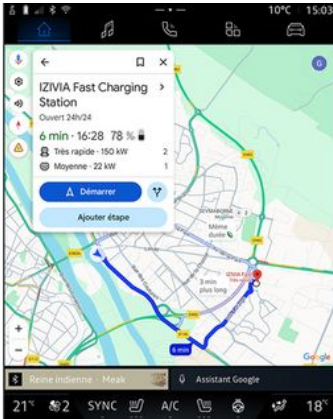 10°C 15:03
IZIVIA Fast Charging
Station
Ouvert 24h/24
6 min · 16:28 78 %
Très rapide · 150 kW 2
Moyenne · 22 kW 1
Démarrer
Ajouter étape
G
Même
durée
3 min
plus long
IZIVIA Fast
6 min
+
−
Google
Reine Indienne · Meak
Assistant Google
21° 2 SYNC A/C 18°